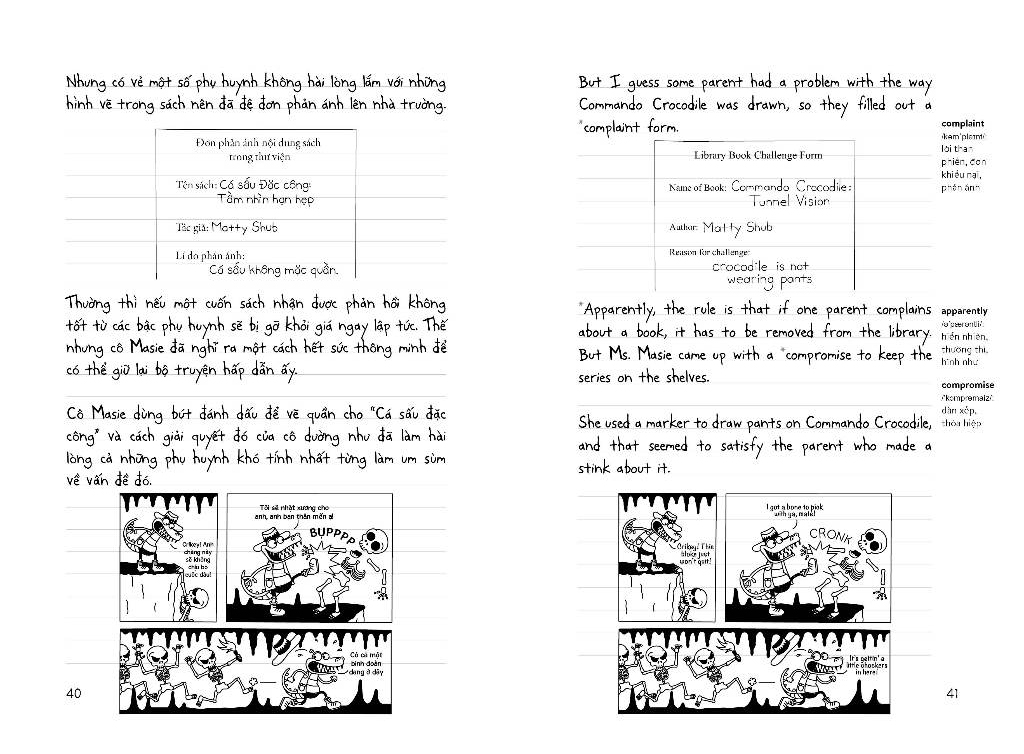 Nhưng có vẻ một số phụ huynh không hài lòng lắm với những
hình vẽ trong sách nên đã đệ đơn phản ánh lên nhà trường.
Đơn phản ánh nội dung sách
trong thư viện
Tên sách: Cá sấu Đặc công:
Tầm nhìn hạn hẹp
Tác giả: Matty Shub
Lí do phản ánh:
Cá sấu không mặc quần.
Thường thì nếu một cuốn sách nhận được phản hồi không
tốt từ các bậc phụ huynh sẽ bị gỡ khỏi giá ngay lập tức. Thế
nhưng cô Masie đã nghĩ ra một cách hết sức thông minh để
có thể giữ lại bộ truyện hấp dẫn ấy.
Cô Masie dùng bút đánh dấu để vẽ quần cho "Cá sấu đặc
công" và cách giải quyết đó của cô dường như đã làm hài
lòng cả những phụ huynh khó tính nhất từng làm um sùm
về vấn đề đó.
Crikey! Anh
chàng này
sẽ không
chịu bỏ
cuộc đâu!
Tôi sẽ nhặt xương cho
anh, anh bạn thân mến ạ!
BUPPPP
Có cả một
binh đoàn
đang ở đây
40
But I guess some parent had a problem with the way
Commando Crocodile was drawn, so they filled out a
*complaint form.
Library Book Challenge Form
Name of Book: Commando Crocodile:
Tunnel Vision
Author: Matty Shub
Reason for challenge:
crocodile is not
wearing pants
*Apparently, the rule is that if one parent complains
about a book, it has to be removed from the library.
But Ms. Masie came up with a *compromise to keep the
series on the shelves.
She used a marker to draw pants on Commando Crocodile,
and that seemed to satisfy the parent who made a
stink about it.
complaint
/kəmˈpleɪnt/:
lời than
phiền, đơn
khiếu nại,
phản ánh
apparently
/əˈpærəntli/:
hiển nhiên,
thường thì,
hình như
compromise
/ˈkɒmprəmaɪz/:
dàn xếp,
thỏa hiệp
Crikey! This
bloke just
won't quit!
I got a bone to pick
with ya, mate!
CRONK
It's gettin' a
little
in here!
41